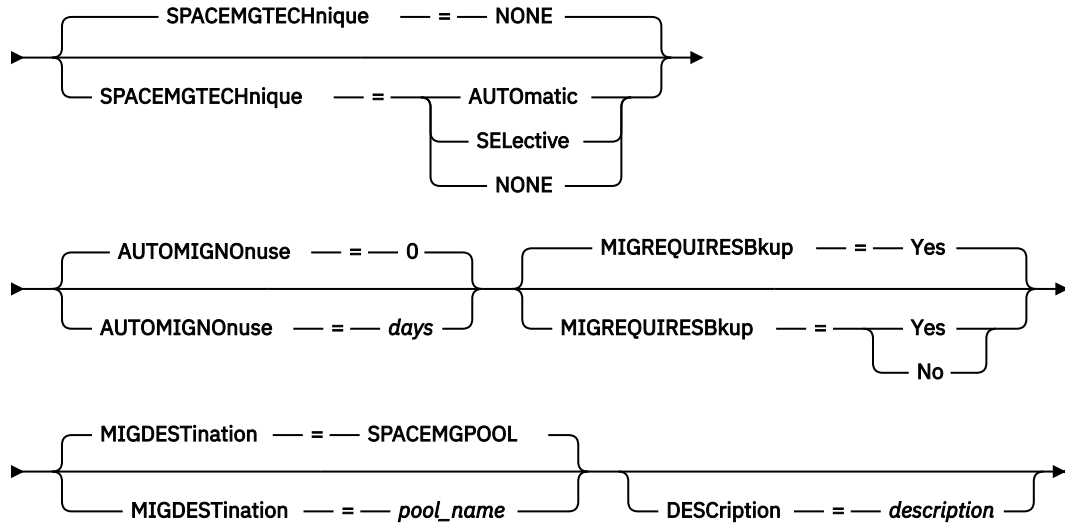 SPACEMGTECHnique = NONE
SPACEMGTECHnique = AUTOmatic
SELective
NONE
AUTOMIGNOnuse = 0
MIGREQUIRESBkup = Yes
AUTOMIGNOnuse = days
MIGREQUIRESBkup = Yes
No
MIGDESTination = SPACEMGPOOL
MIGDESTination = pool_name
DESCription = description